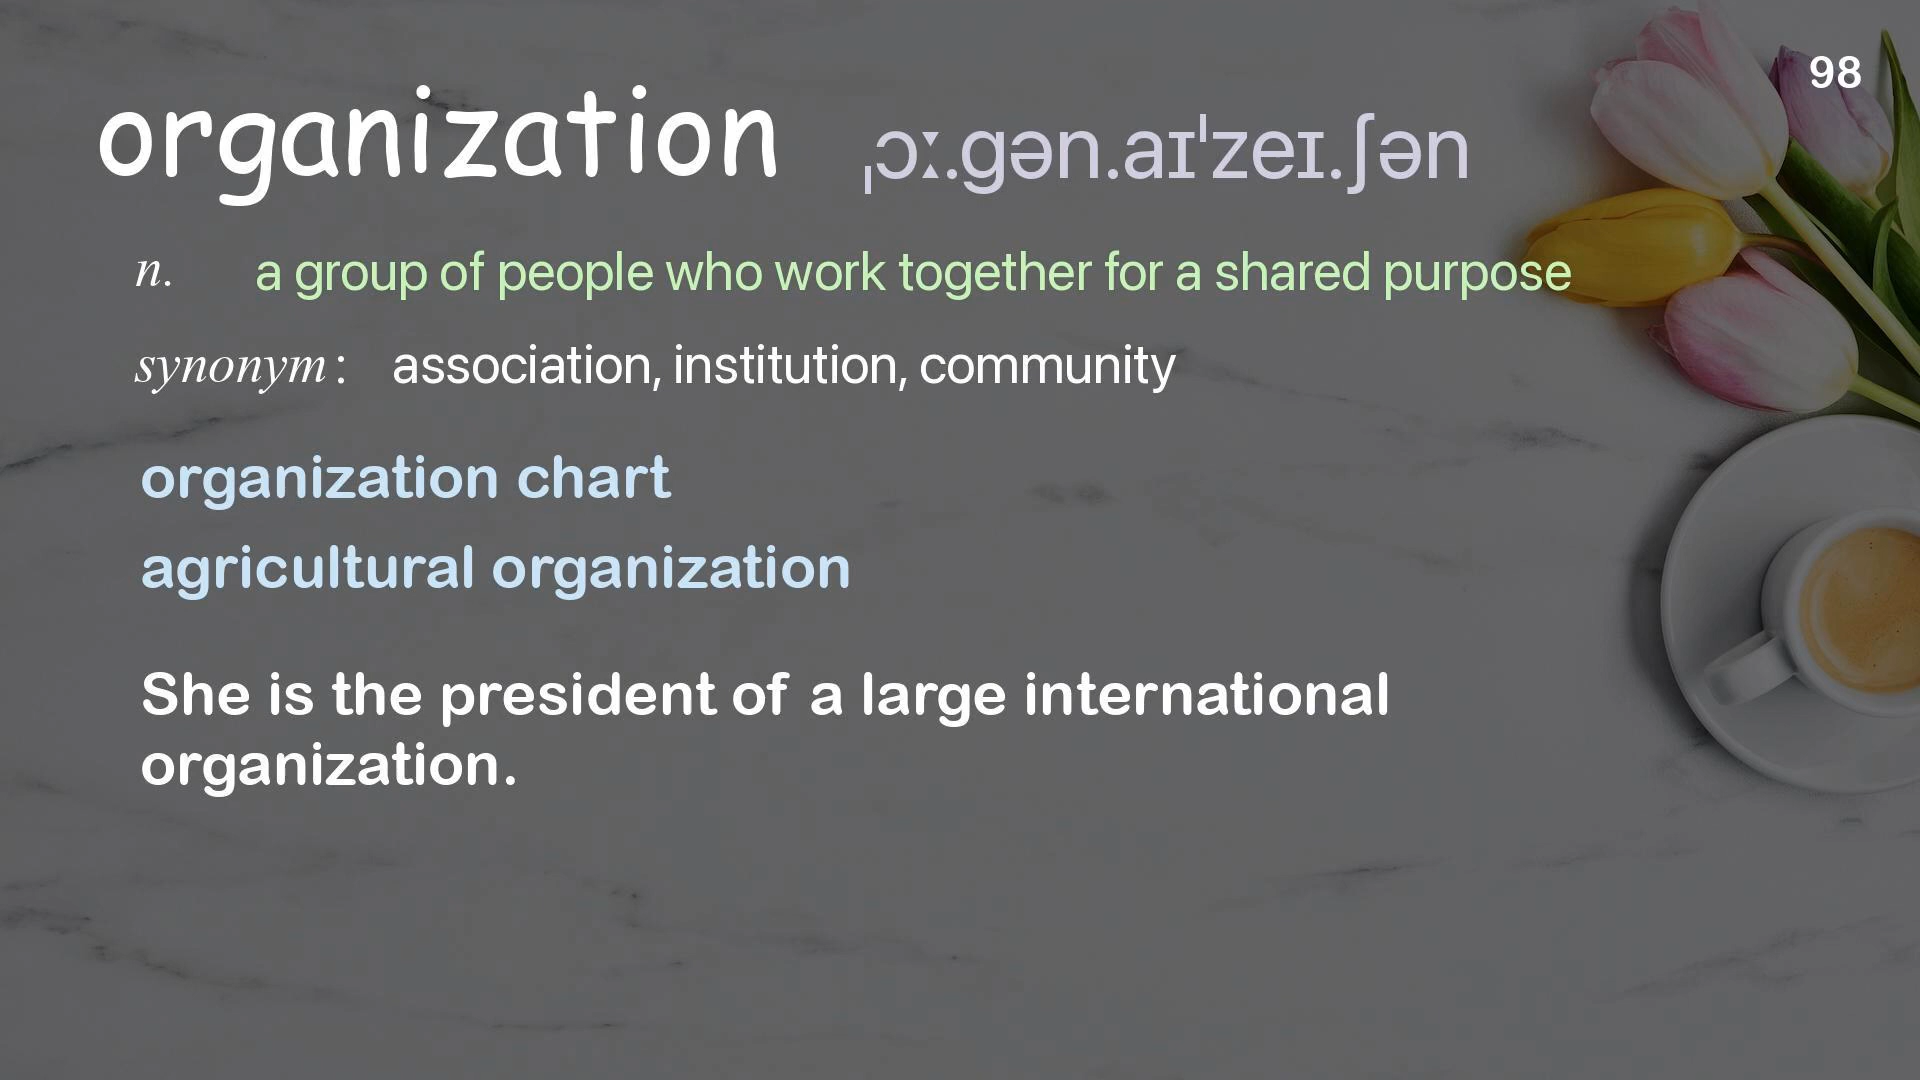 98
organization ˌɔː.gən.aɪˈzeɪ.ʃən
n. a group of people who work together for a shared purpose
synonym: association, institution, community
organization chart
agricultural organization
She is the president of a large international
organization.